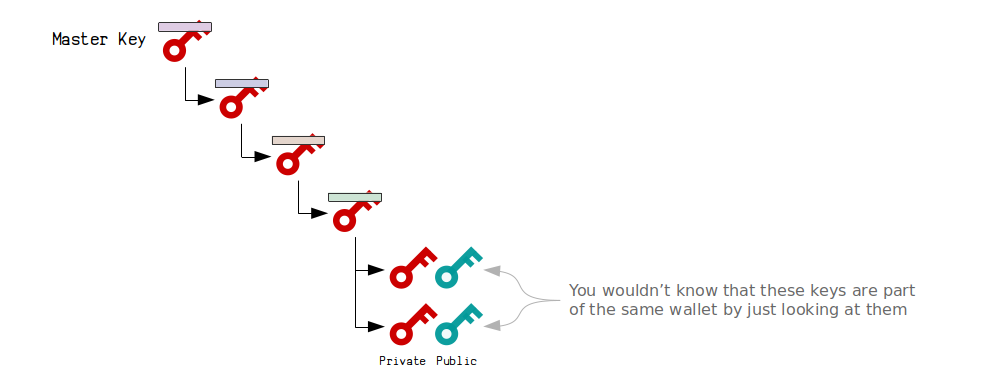 Master Key
You wouldn’t know that these keys are part
of the same wallet by just looking at them
Private Public